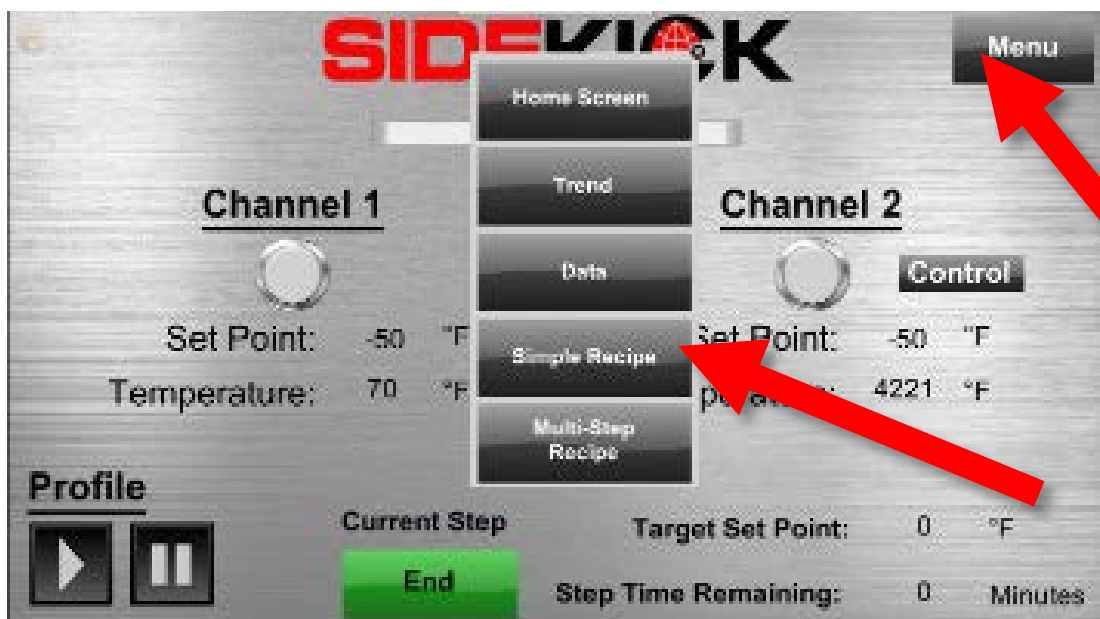 SIDEKICK
Menu
Home Screen
Trend
Data
Simple Recipe
Multi-Step
Recipe
Channel 1
Set Point: -50 °F
Temperature: 70 °F
Channel 2
Control
Set Point: -50 °F
4221 °F
Profile
Current Step
End
Target Set Point: 0 °F
Step Time Remaining: 0 Minutes